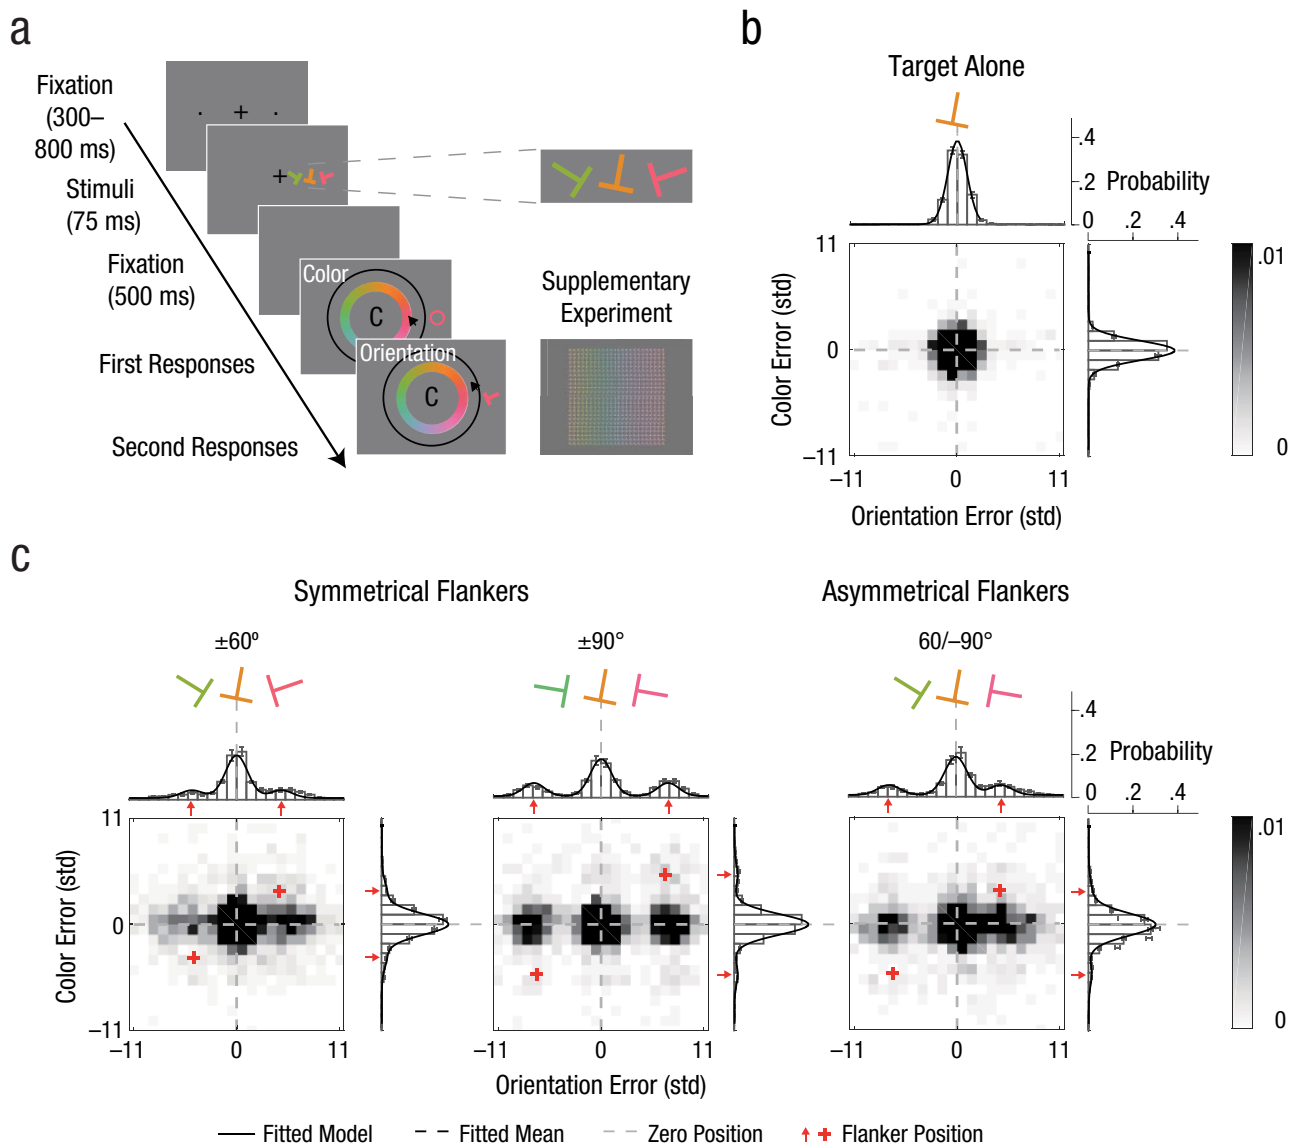 a
Fixation
(300–
800 ms)
Stimuli
(75 ms)
Fixation
(500 ms)
First Responses
Second Responses
Color
C
Orientation
C
Supplementary
Experiment
b
Target Alone
.4
.2
0
Probability
0 .2 .4
11
0
–11
Color Error (std)
–11 0 11
Orientation Error (std)
.01
0
c
Symmetrical Flankers
Asymmetrical Flankers
±60º
±90°
60/–90°
.4
.2
0
Probability
0 .2 .4
11
0
–11
Color Error (std)
–11 0 11
–11 0 11
–11 0 11
Orientation Error (std)
.01
0
Fitted Model
Fitted Mean
Zero Position
Flanker Position